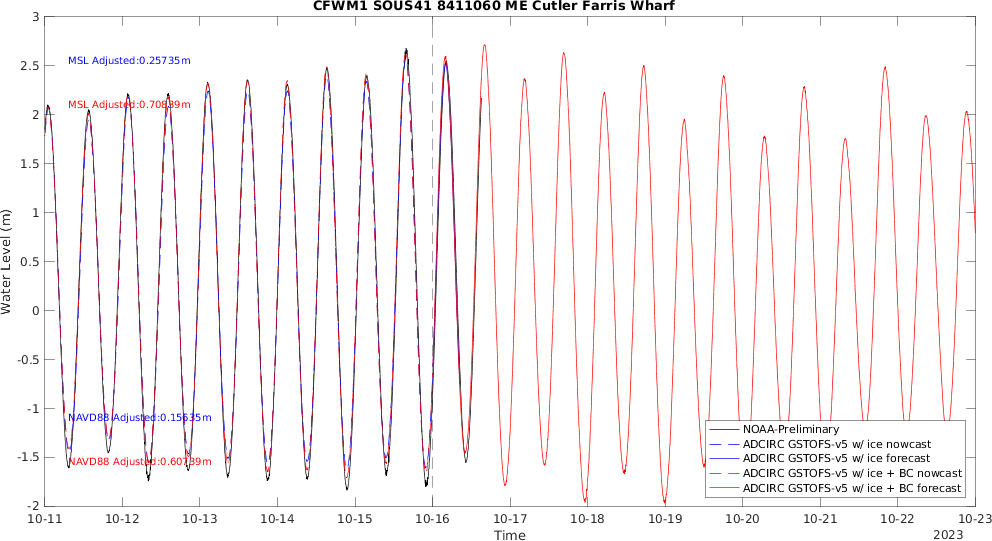 CFWM1 SOUS41 8411060 ME Cutler Farris Wharf
3
2.5
2
1.5
1
0.5
0
-0.5
-1
-1.5
-2
Water Level (m)
MSL Adjusted:0.25735m
MSL Adjusted:0.70839m
NAVD88 Adjusted:0.15635m
NAVD88 Adjusted:0.60739m
NOAA-Preliminary
ADCIRC GSTOFS-v5 w/ ice nowcast
ADCIRC GSTOFS-v5 w/ ice forecast
ADCIRC GSTOFS-v5 w/ ice + BC nowcast
ADCIRC GSTOFS-v5 w/ ice + BC forecast
10-11 10-12 10-13 10-14 10-15 10-16 10-17 10-18 10-19 10-20 10-21 10-22 10-23
Time
2023